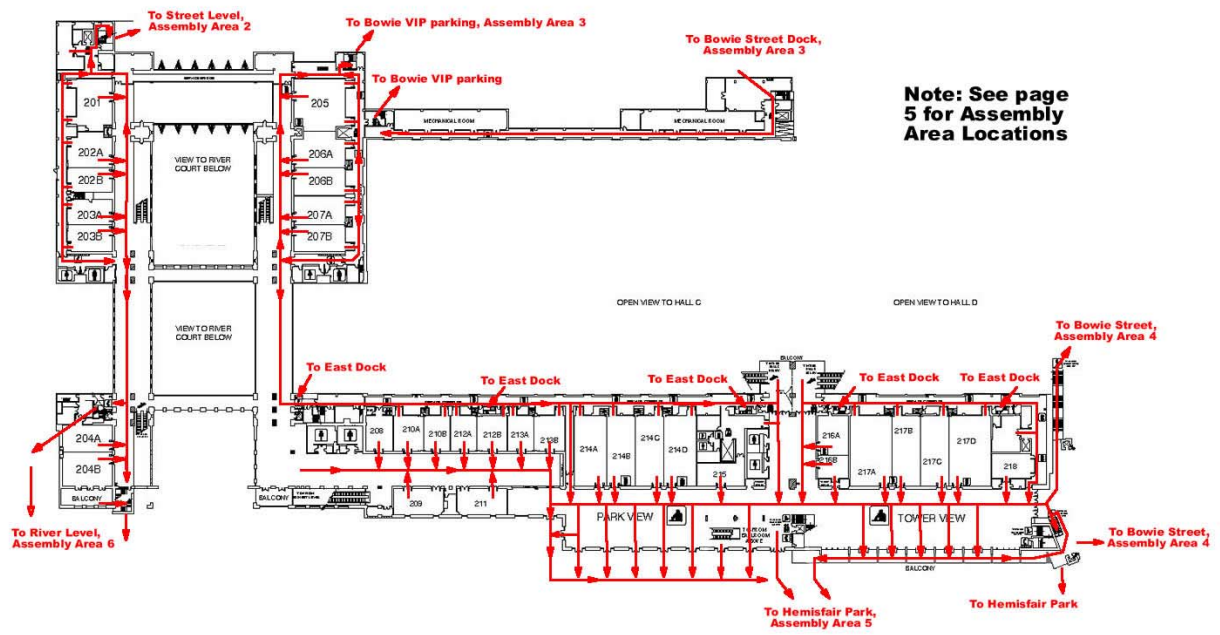 To Street Level,
Assembly Area 2
To Bowie VIP parking, Assembly Area 3
To Bowie Street Dock,
Assembly Area 3
To Bowie VIP parking
Note: See page
5 for Assembly
Area Locations
201
205
MECHANICAL ROOM
MECHANICAL ROOM
202A
VIEW TO RIVER
COURT BELOW
206A
202B
206B
203A
207A
203B
207B
OPEN VIEW TO HALL C
OPEN VIEW TO HALL D
VIEW TO RIVER
COURT BELOW
To Bowie Street,
Assembly Area 4
BALCONY
To East Dock
To East Dock
To East Dock
To East Dock
To East Dock
204A
208
210A
210B
212A
212B
213A
213B
214A
214B
214C
214D
215
216A
216B
217A
217B
217C
217D
218
204B
BALCONY
BALCONY
209
211
PARK VIEW
TOWER VIEW
To River Level,
Assembly Area 6
To Bowie Street,
Assembly Area 4
BALCONY
To Hemisfair Park,
Assembly Area 5
To Hemisfair Park